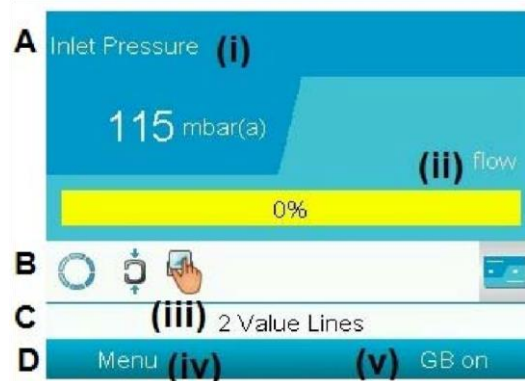 A Inlet Pressure (i)
115 mbar(a)
(ii) flow
0%
B
C (iii) 2 Value Lines
D Menu (iv) (v) GB on